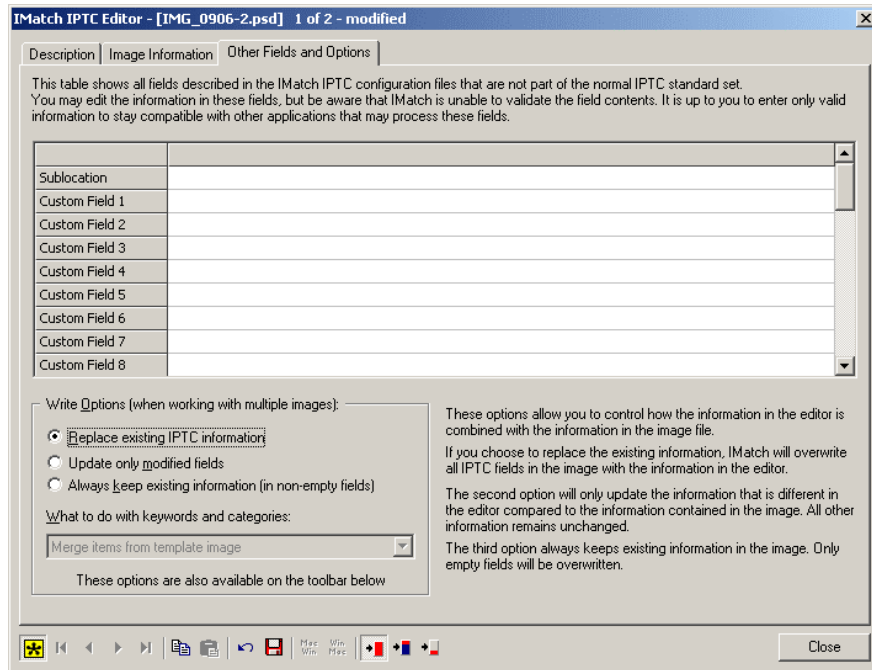 IMatch IPTC Editor - [IMG_0906-2.psd] 1 of 2 - modified
Description
Image Information
Other Fields and Options
This table shows all fields described in the IMatch IPTC configuration files that are not part of the normal IPTC standard set.
You may edit the information in these fields, but be aware that IMatch is unable to validate the field contents. It is up to you to enter only valid
information to stay compatible with other applications that may process these fields.
Sublocation
Custom Field 1
Custom Field 2
Custom Field 3
Custom Field 4
Custom Field 5
Custom Field 6
Custom Field 7
Custom Field 8
Write Options (when working with multiple images):
Replace existing IPTC information
Update only modified fields
Always keep existing information (in non-empty fields)
What to do with keywords and categories:
Merge items from template image
These options are also available on the toolbar below
These options allow you to control how the information in the editor is
combined with the information in the image file.
If you choose to replace the existing information, IMatch will overwrite
all IPTC fields in the image with the information in the editor.
The second option will only update the information that is different in
the editor compared to the information contained in the image. All other
information remains unchanged.
The third option always keeps existing information in the image. Only
empty fields will be overwritten.
Mac Win
Win Mac
Close